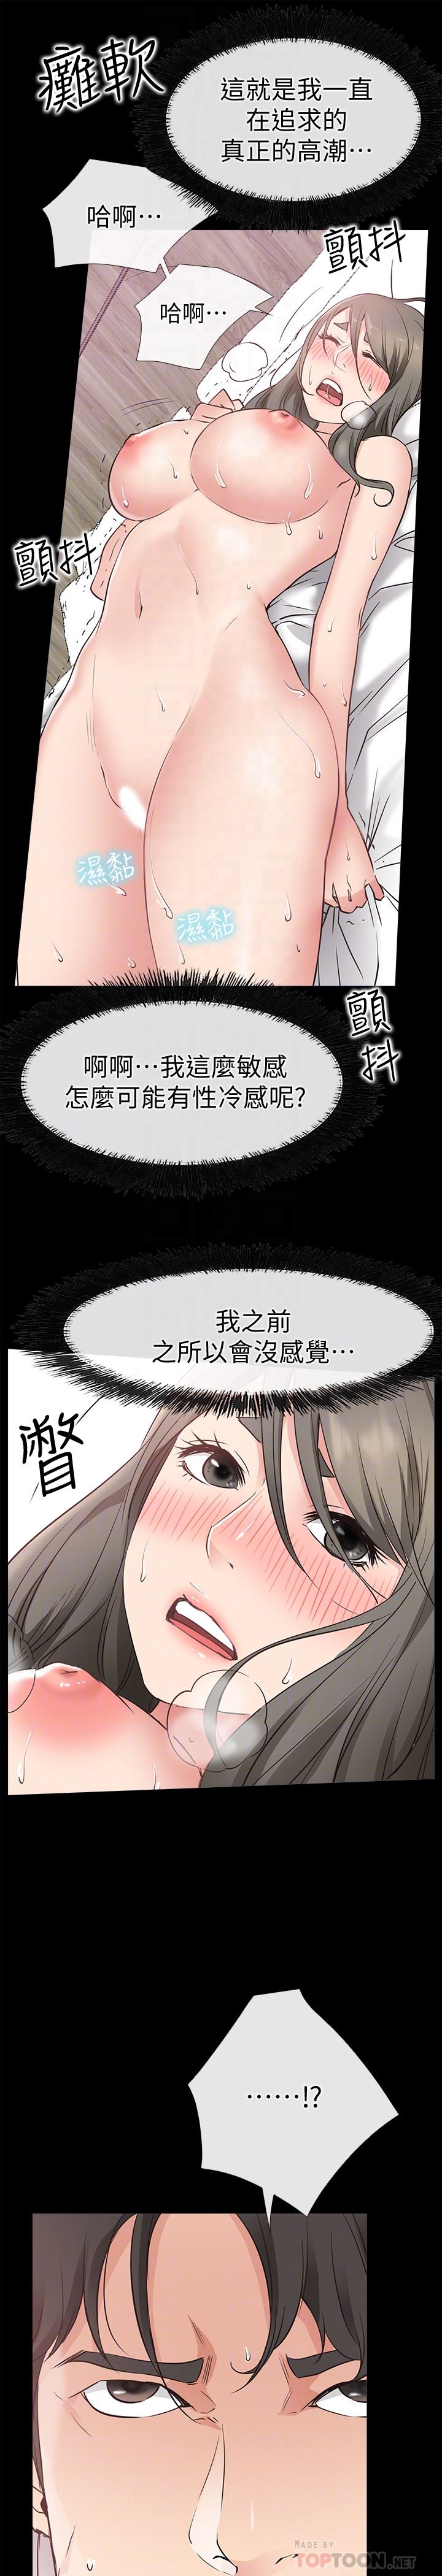 癱軟
這就是我一直
在追求的
真正的高潮…
哈啊…
哈啊…
顫抖
顫抖
濕黏
濕黏
顫抖
啊啊…我這麼敏感
怎麼可能有性冷感呢?
我之前
之所以會沒感覺…
瞥
……!?
MADE BY
TOPTOON.NET